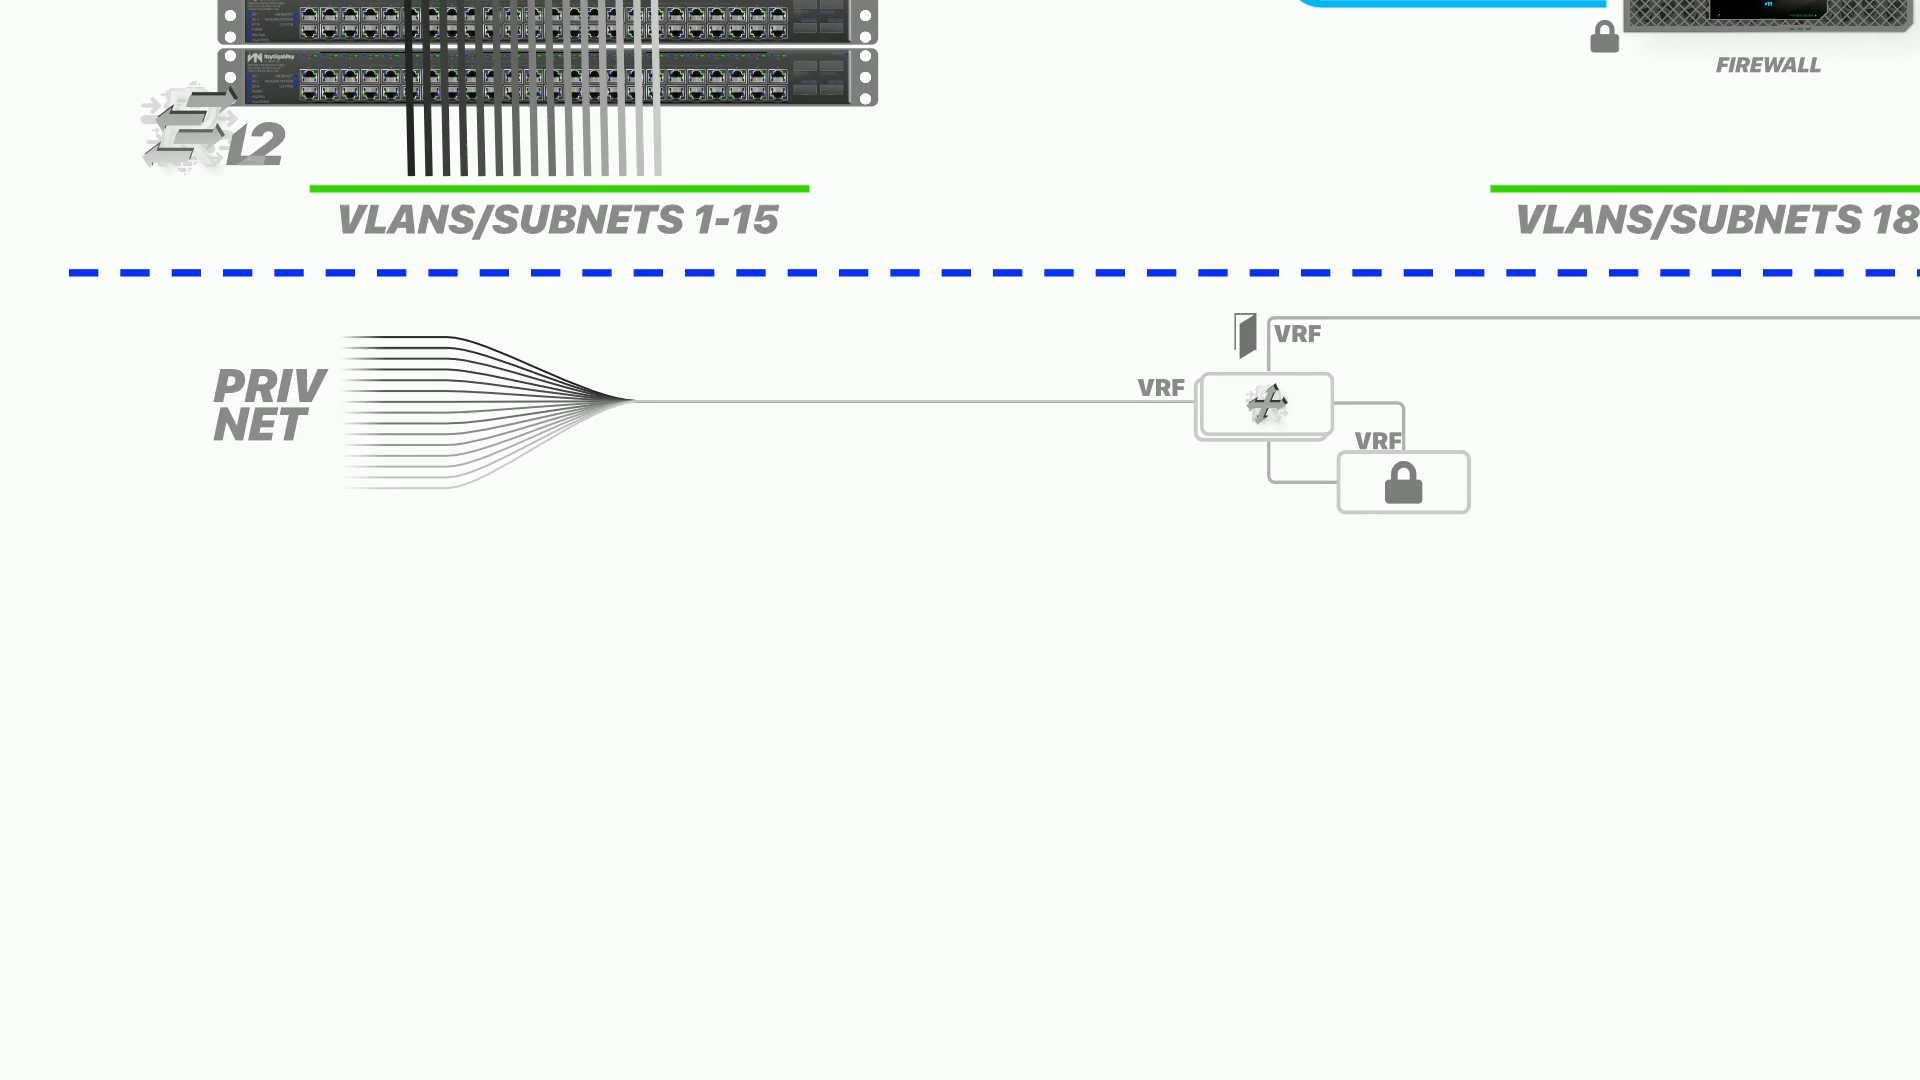 FIREWALL
L2
VLANS/SUBNETS 1-15
VLANS/SUBNETS 18
VRF
PRIV
NET
VRF
VRF